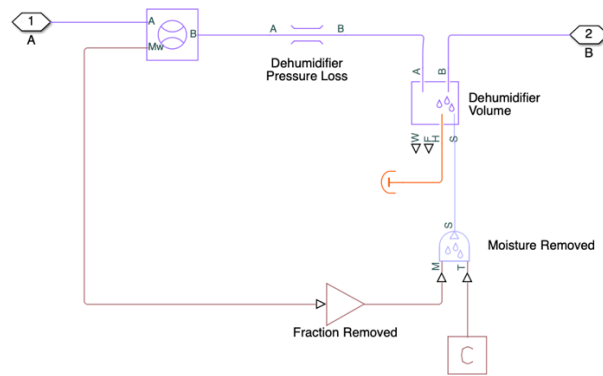 1
A
A
Mw
B
A
B
Dehumidifier
Pressure Loss
2
B
A
B
Dehumidifier
Volume
W
F
H
S
S
Moisture Removed
M
T
Fraction Removed
C